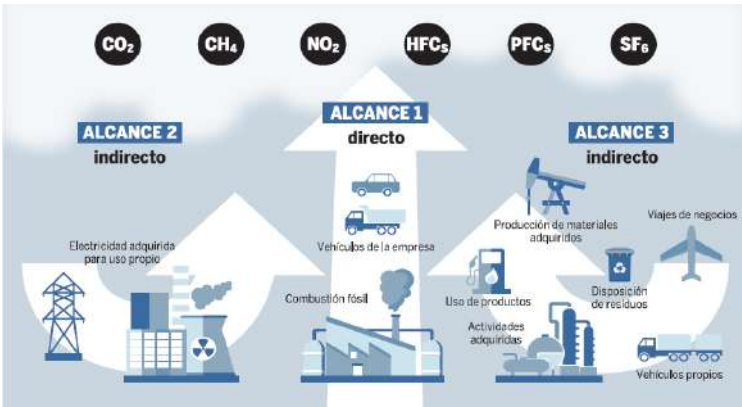 CO₂ CH₄ NO₂ HFCs PFCs SF₆
ALCANCE 2
indirecto
Electricidad adquirida
para uso propio
ALCANCE 1
directo
Vehículos de la empresa
Combustión fósil
ALCANCE 3
indirecto
Producción de materiales
adquiridos
Viajes de negocios
Uso de productos
Disposición
de residuos
Actividades
adquiridas
Vehículos propios